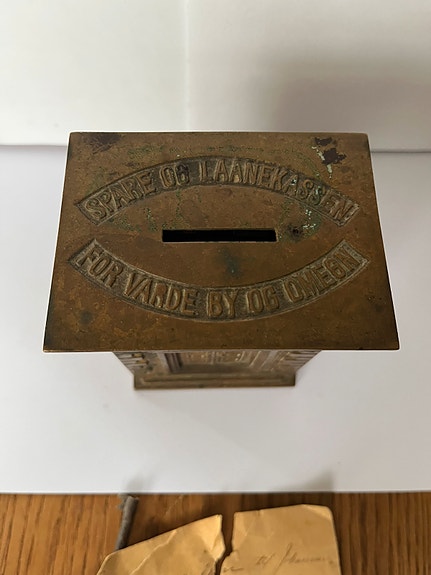 SPARE OG LAANEKASSEN
FOR VARDE BY OG OMEGN